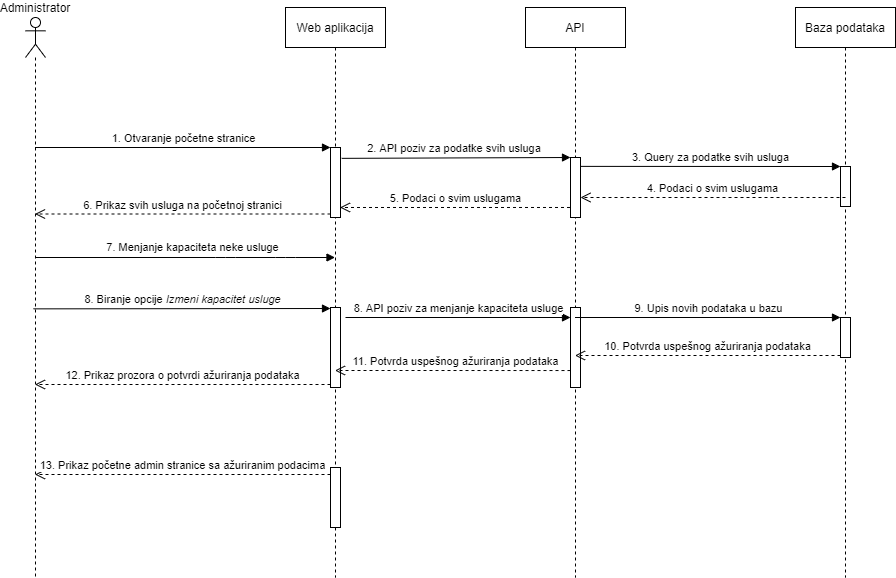 Administrator
Web aplikacija
API
Baza podataka
1. Otvaranje početne stranice
2. API poziv za podatke svih usluga
3. Query za podatke svih usluga
4. Podaci o svim uslugama
5. Podaci o svim uslugama
6. Prikaz svih usluga na početnoj stranici
7. Menjanje kapaciteta neke usluge
8. Biranje opcije Izmeni kapacitet usluge
8. API poziv za menjanje kapaciteta usluge
9. Upis novih podataka u bazu
10. Potvrda uspešnog ažuriranja podataka
11. Potvrda uspešnog ažuriranja podataka
12. Prikaz prozora o potvrdi ažuriranja podataka
13. Prikaz početne admin stranice sa ažuriranim podacima